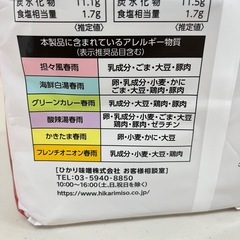 炭水化物 11.1g
食塩相当量 1.7g
(推定値)
炭水化物 11.5g
食塩相当量 1.7g
(推定値)
本製品に含まれているアレルギー物質
(表示推奨品目含む)
担々風春雨 乳成分・ごま・大豆・豚肉
海鮮白湯春雨 卵・乳成分・小麦・かに
ごま・大豆・鶏肉・豚肉
グリーンカレー春雨 乳成分・大豆・鶏肉
酸辣湯春雨 卵・乳成分・小麦・ごま・大豆
鶏肉・豚肉・ゼラチン
かきたま春雨 卵・小麦・かに・大豆
フレンチオニオン春雨 乳成分・小麦・大豆・鶏肉
ひかり味噌株式会社 お客様相談室
TEL：03-5940-8850
10:00〜16:00(土、日、祝日を除く)
https://www.hikarimiso.co.jp/